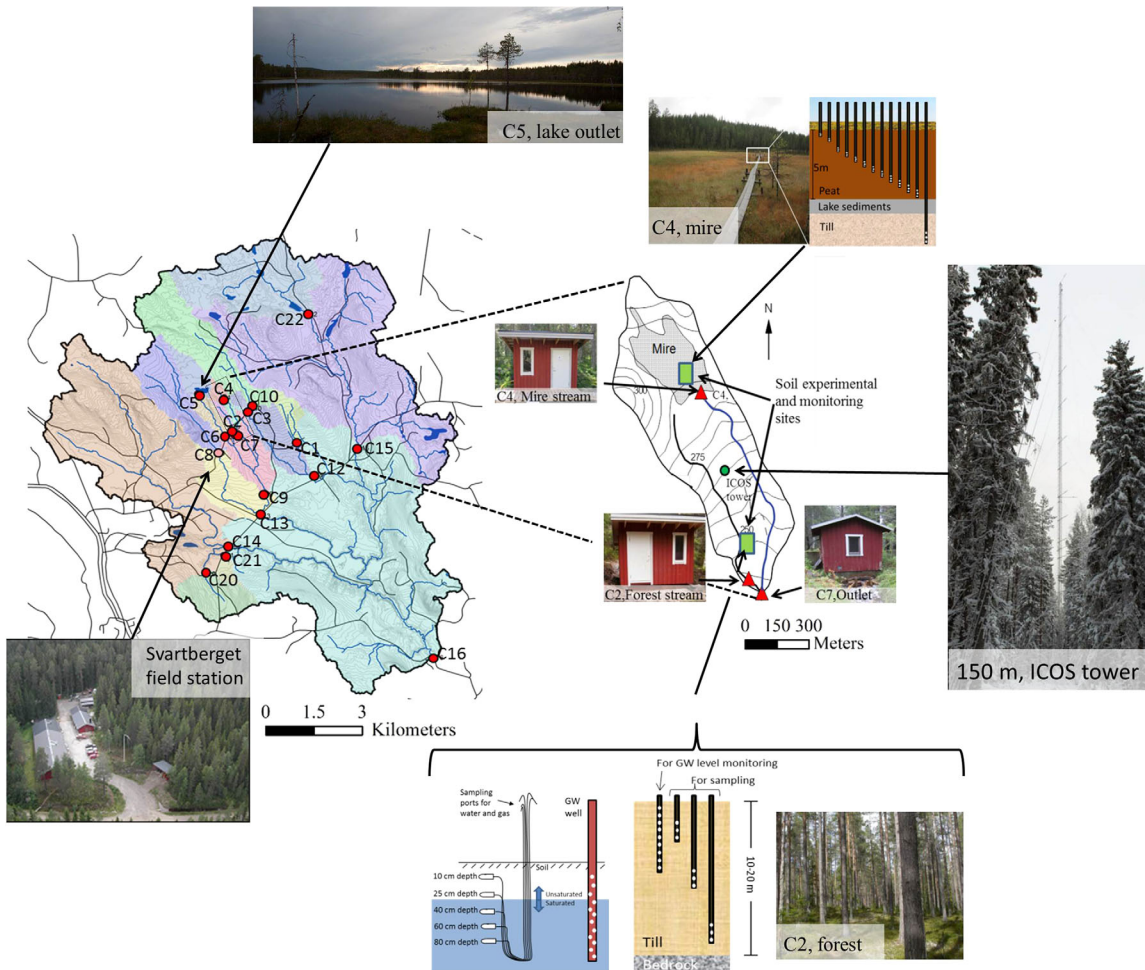 C5, lake outlet
C4, mire
5m
Peat
Lake sediments
Till
C22
C4
C5
C10
C3
C2
C6
C7
C8
C1
C15
C12
C9
C13
C14
C21
C20
C16
0 1.5 3
Kilometers
Svartberget
field station
N
Mire
C4, Mire stream
C4,
300
Soil experimental
and monitoring
sites
275
ICOS
tower
250
C2,Forest stream
C7,Outlet
0 150 300
Meters
150 m, ICOS tower
For GW level monitoring
For sampling
Sampling
ports for
water and gas
GW
well
Soil
10 cm depth
25 cm depth
40 cm depth
60 cm depth
80 cm depth
Unsaturated
Saturated
10-20 m
Till
Bedrock
C2, forest